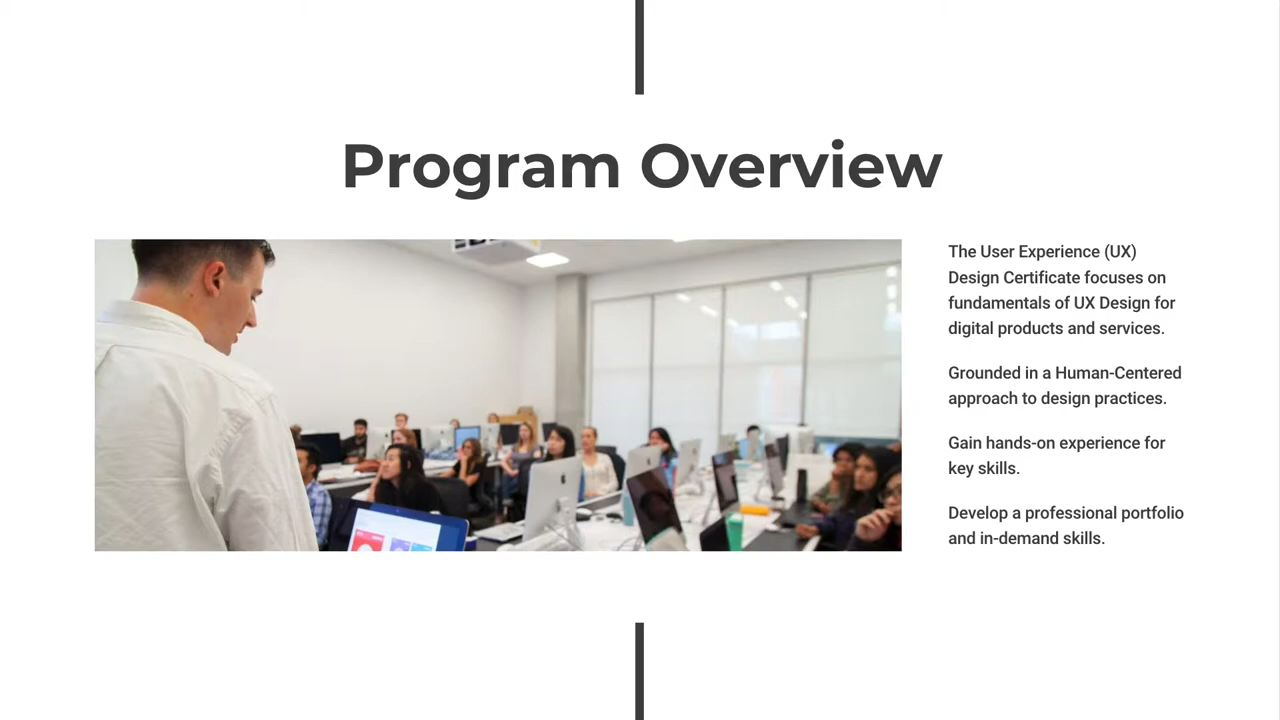 Program Overview
The User Experience (UX)
Design Certificate focuses on
fundamentals of UX Design for
digital products and services.
Grounded in a Human-Centered
approach to design practices.
Gain hands-on experience for
key skills.
Develop a professional portfolio
and in-demand skills.